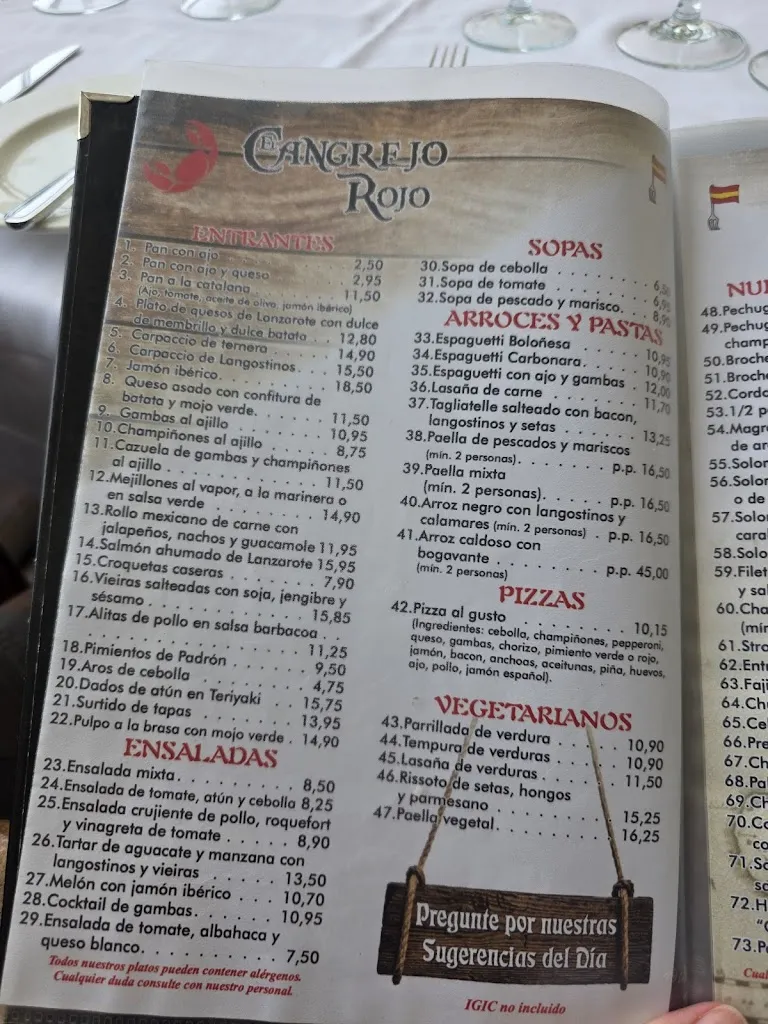 EL CANGREJO
ROJO
ENTRANTES
1. Pan con ajo . . . 2,50
2. Pan con ajo y queso . . . 2,95
3. Pan a la catalana . . . 11,50
(Ajo, tomate, aceite de oliva, jamón ibérico)
4. Plato de quesos de Lanzarote con dulce
de membrillo y dulce batata . . 12,80
5. Carpaccio de ternera . . . 14,90
6. Carpaccio de Langostinos. . . . 15,50
7. Jamón ibérico. . . . 18,50
8. Queso asado con confitura de
batata y mojo verde. . . . 11,50
9. Gambas al ajillo . . . 10,95
10.Champiñones al ajillo . . . 8,75
11.Cazuela de gambas y champiñones
al ajillo . . . 11,50
12.Mejillones al vapor, a la marinera o
en salsa verde . . . 14,90
13.Rollo mexicano de carne con
jalapeños, nachos y guacamole 11,95
14.Salmón ahumado de Lanzarote 15,95
15.Croquetas caseras . . . 7,90
16.Vieiras salteadas con soja, jengibre y
sésamo . . . 15,85
17.Alitas de pollo en salsa barbacoa . .
. . . 11,25
18.Pimientos de Padrón . . . 9,50
19.Aros de cebolla . . . 4,75
20.Dados de atún en Teriyaki . . . 15,75
21.Surtido de tapas . . . 13,95
22.Pulpo a la brasa con mojo verde . 14,90
ENSALADAS
23.Ensalada mixta. . . . 8,50
24.Ensalada de tomate, atún y cebolla 8,25
25.Ensalada crujiente de pollo, roquefort
y vinagreta de tomate . . . 8,90
26.Tartar de aguacate y manzana con
langostinos y vieiras . . . 13,50
27.Melón con jamón ibérico . . . 10,70
28.Cocktail de gambas. . . . 10,95
29.Ensalada de tomate, albahaca y
queso blanco. . . . 7,50
Todos nuestros platos pueden contener alérgenos.
Cualquier duda consulte con nuestro personal.
SOPAS
30.Sopa de cebolla . . .
31.Sopa de tomate . . .
32.Sopa de pescado y marisco. . .
ARROCES Y PASTAS
33.Espaguetti Boloñesa . . . 10,95
34.Espaguetti Carbonara. . . . 10,90
35.Espaguetti con ajo y gambas . 12,00
36.Lasaña de carne . . . 11,70
37.Tagliatelle salteado con bacon,
langostinos y setas . . . 13,25
38.Paella de pescados y mariscos
(mín. 2 personas). . . . p.p. 16,50
39.Paella mixta
(mín. 2 personas). . . . p.p. 16,50
40.Arroz negro con langostinos y
calamares (mín. 2 personas) . p.p. 16,50
41.Arroz caldoso con
bogavante . . . p.p. 45,00
(mín. 2 personas)
PIZZAS
42.Pizza al gusto . . . 10,15
(Ingredientes: cebolla, champiñones, pepperoni,
queso, gambas, chorizo, pimiento verde o rojo,
jamón, bacon, anchoas, aceitunas, piña, huevos,
ajo, pollo, jamón español).
VEGETARIANOS
43.Parrillada de verdura . . . 10,90
44.Tempura de verduras . . . 10,90
45.Lasaña de verduras . . . 11,50
46.Rissoto de setas, hongos
y parmesano . . . 15,25
47.Paella vegetal. . . . 16,25
Pregunte por nuestras
Sugerencias del Día
IGIC no incluido
48.
49.
50.
51.
52.
53.1/2
54.
de
55.
56.
o de
57.
58.
59.
y
60.
61.
62.
63.
64.
65.
66.
67.
68.
69.
70.
71.
72.
73.